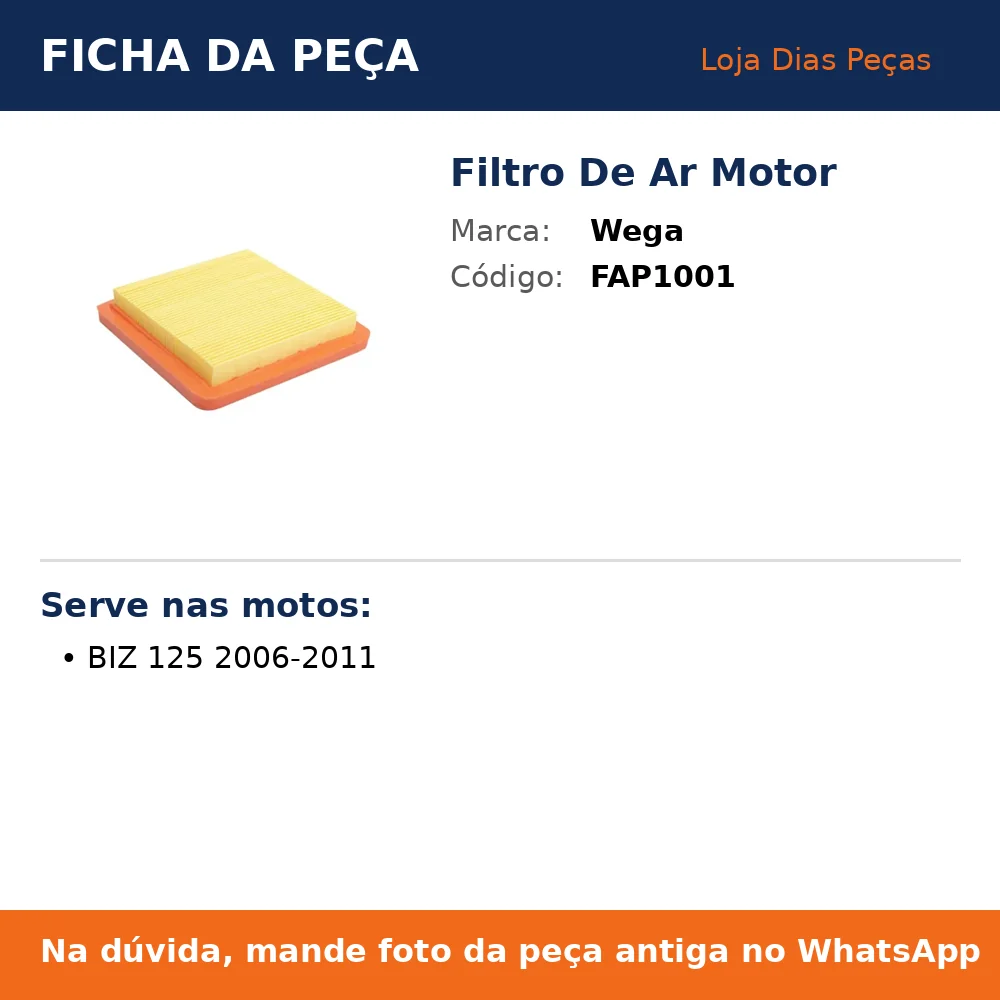 FICHA DA PEÇA
Loja Dias Peças
Filtro De Ar Motor
Marca: Wega
Código: FAP1001
Serve nas motos:
• BIZ 125 2006-2011
Na dúvida, mande foto da peça antiga no WhatsApp